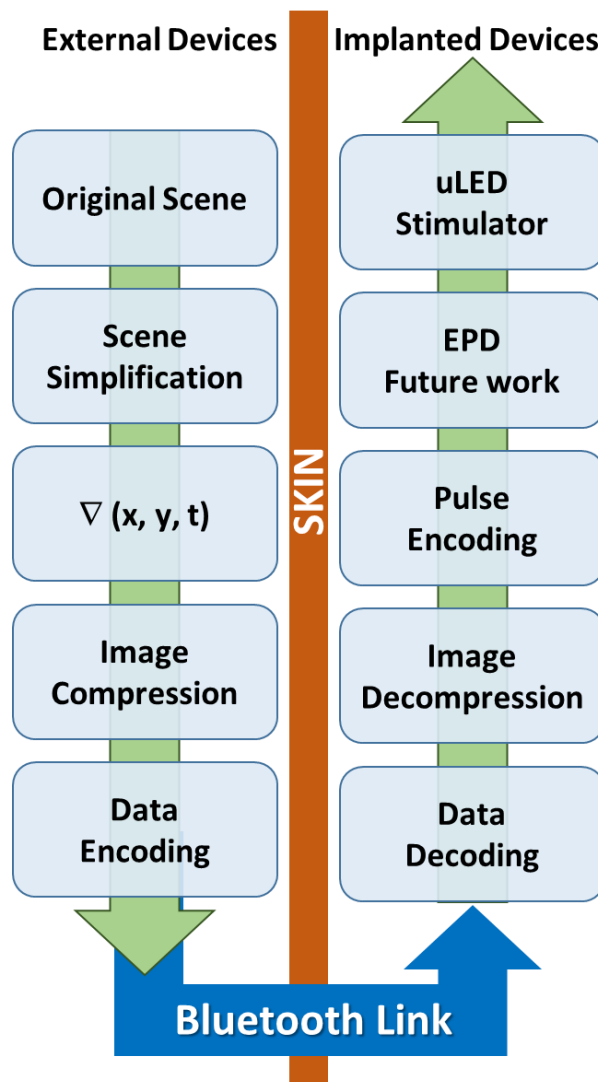 External Devices
Original Scene
Scene
Simplification
∇ (x, y, t)
Image
Compression
Data
Encoding
SKIN
Implanted Devices
uLED
Stimulator
EPD
Future work
Pulse
Encoding
Image
Decompression
Data
Decoding
Bluetooth Link